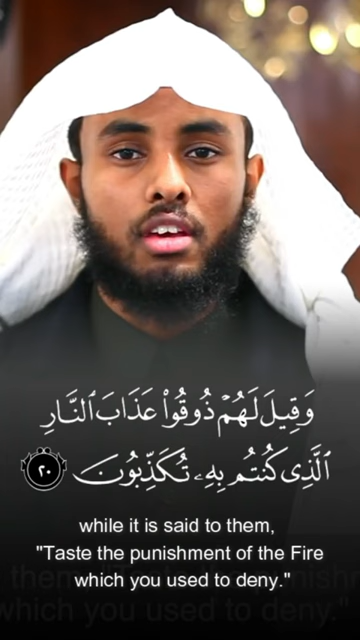 وَقِيلَ لَهُمْ ذُوقُوا۟ عَذَابَ ٱلنَّارِ
ٱلَّذِى كُنتُم بِهِۦ تُكَذِّبُونَ ٢٠
while it is said to them,
"Taste the punishment of the Fire
which you used to deny."